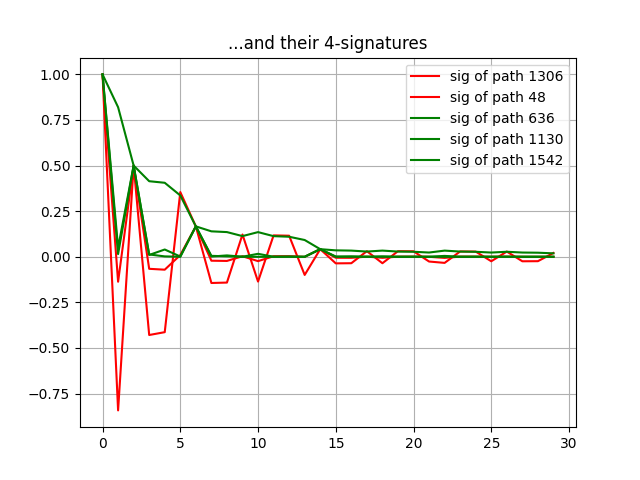 ...and their 4-signatures
sig of path 1306
sig of path 48
sig of path 636
sig of path 1130
sig of path 1542
1.00
0.75
0.50
0.25
0.00
−0.25
−0.50
−0.75
0 5 10 15 20 25 30